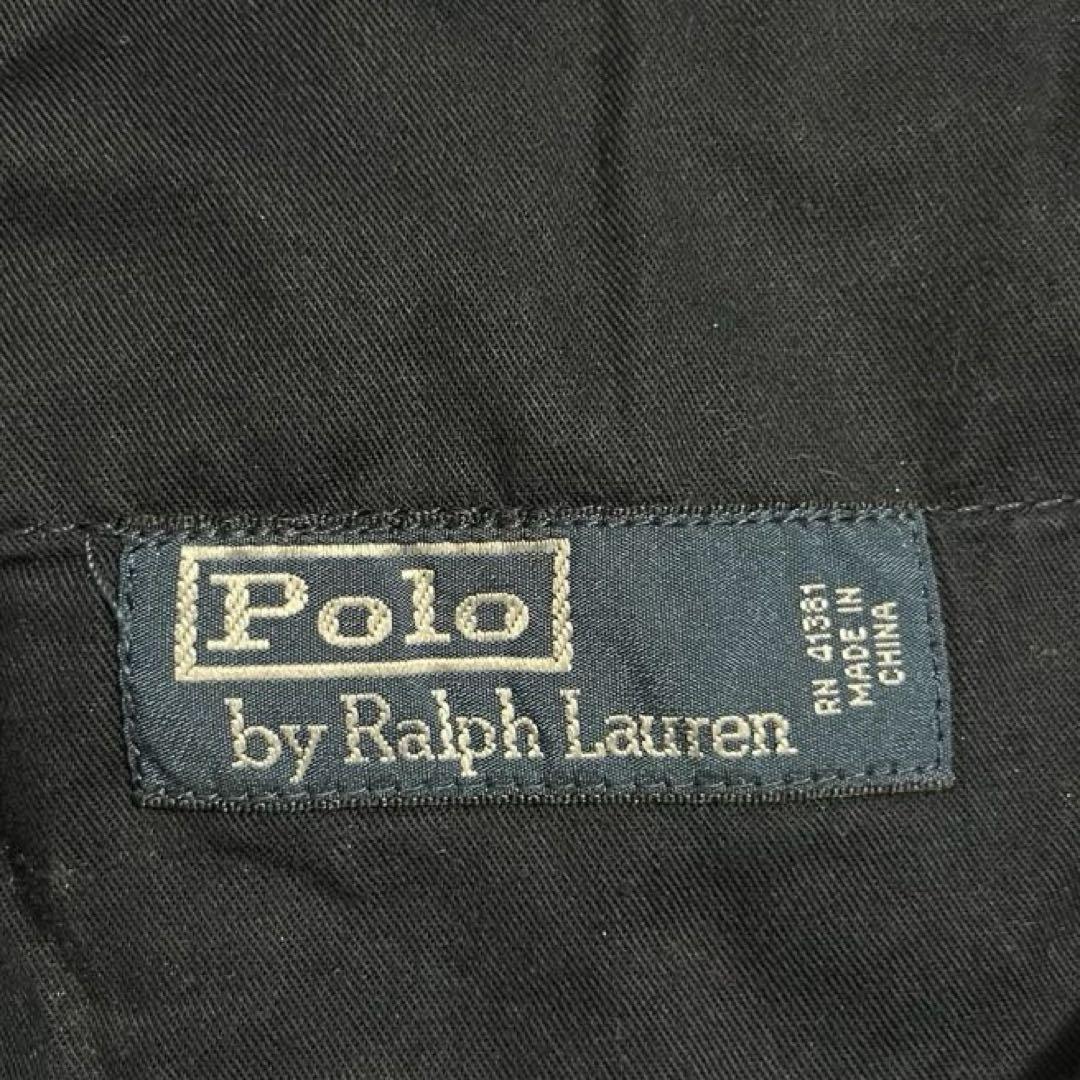 Polo
by Ralph Lauren
RN 41381
MADE IN
CHINA